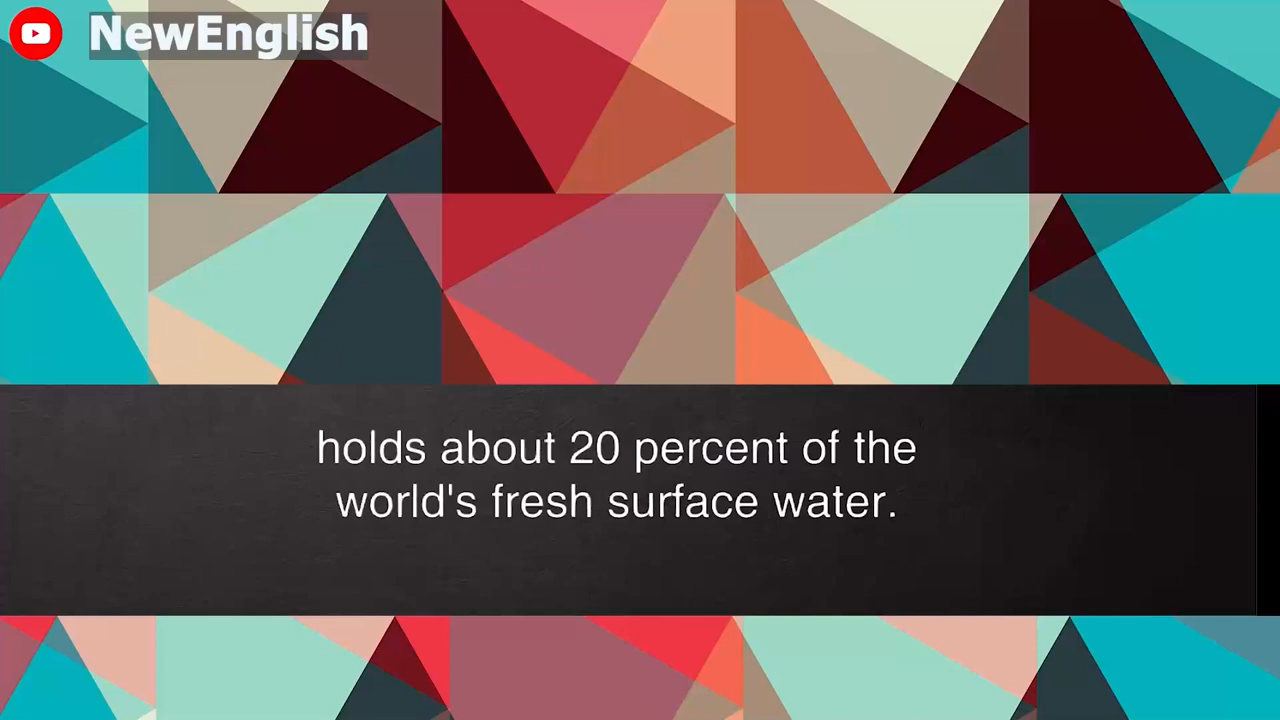 NewEnglish
holds about 20 percent of the
world's fresh surface water.